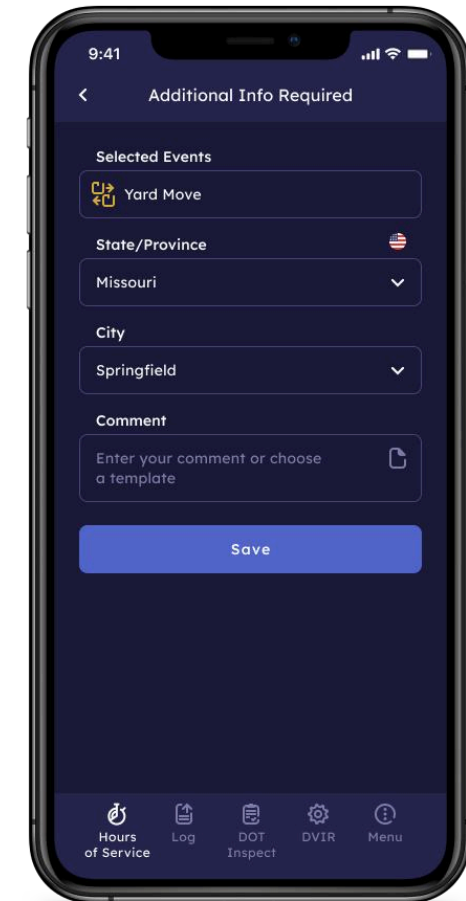 9:41
Additional Info Required
Selected Events
Yard Move
State/Province
Missouri
City
Springfield
Comment
Enter your comment or choose
a template
Save
Hours
of Service
Log
DOT
Inspect
DVIR
Menu